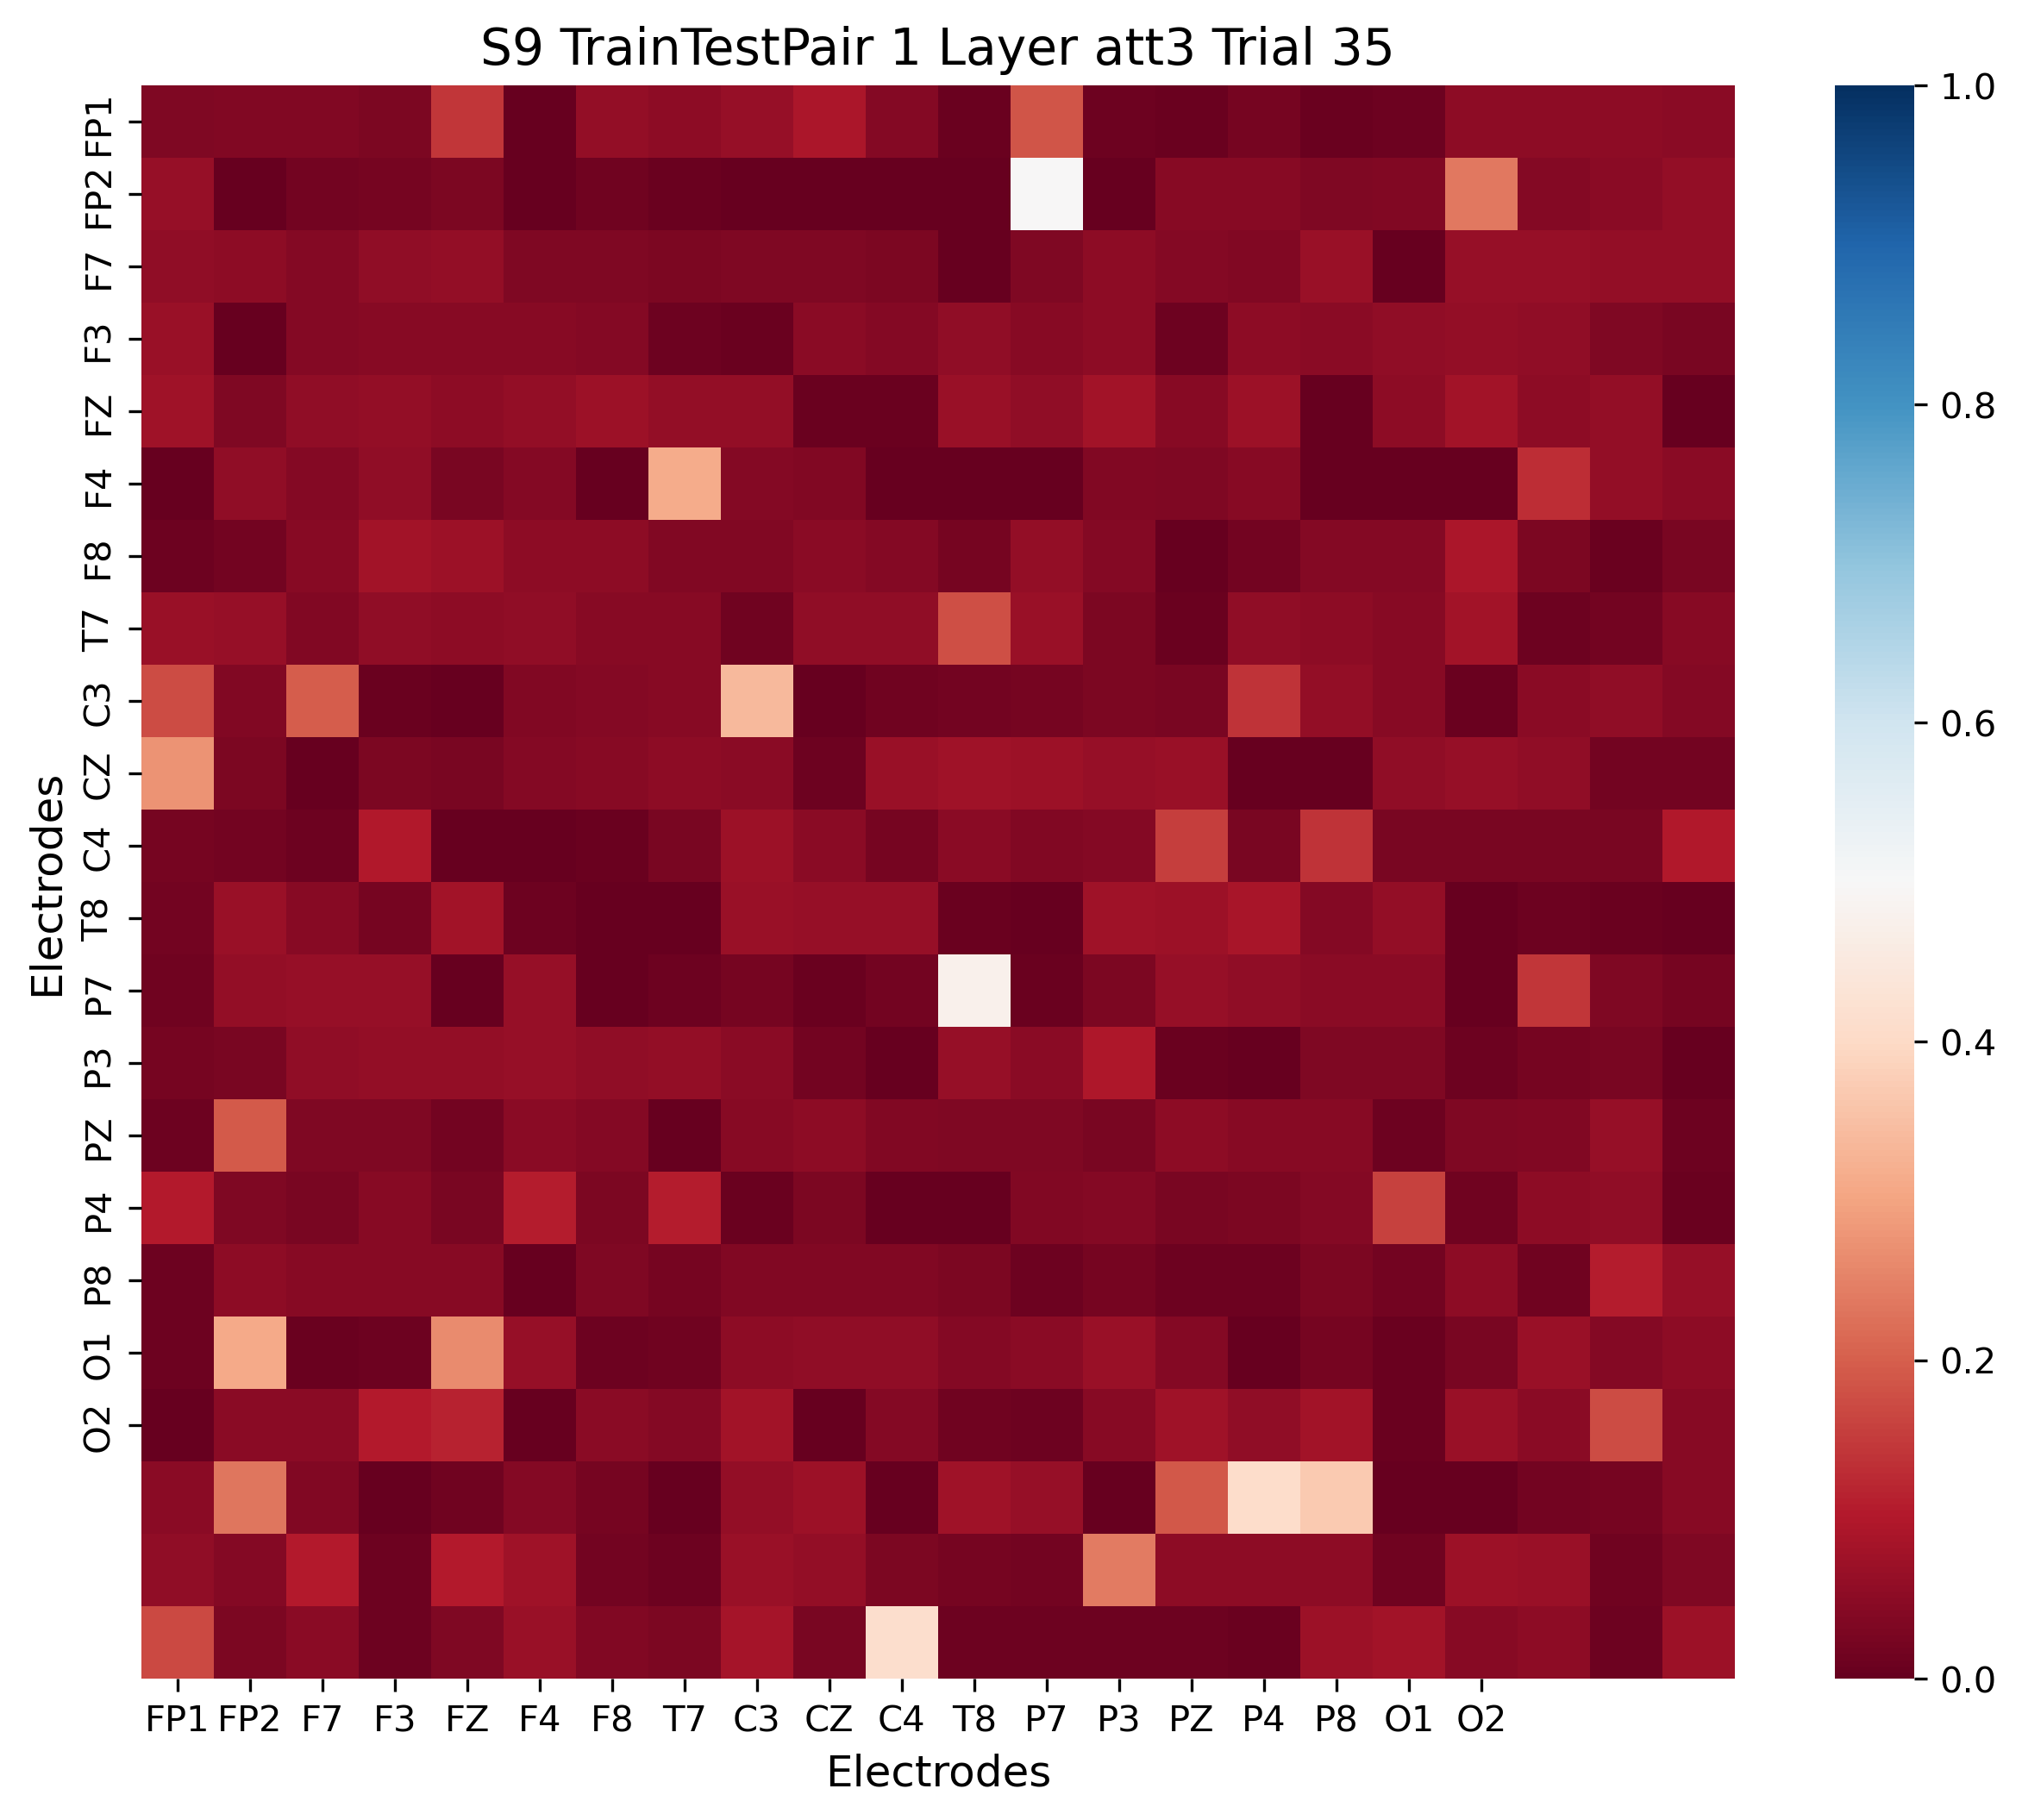 S9 TrainTestPair 1 Layer att3 Trial 35
Electrodes
FP1
FP2
F7
F3
FZ
F4
F8
T7
C3
CZ
C4
T8
P7
P3
PZ
P4
P8
O1
O2
FP1 FP2 F7 F3 FZ F4 F8 T7 C3 CZ C4 T8 P7 P3 PZ P4 P8 O1 O2
Electrodes
1.0
0.8
0.6
0.4
0.2
0.0